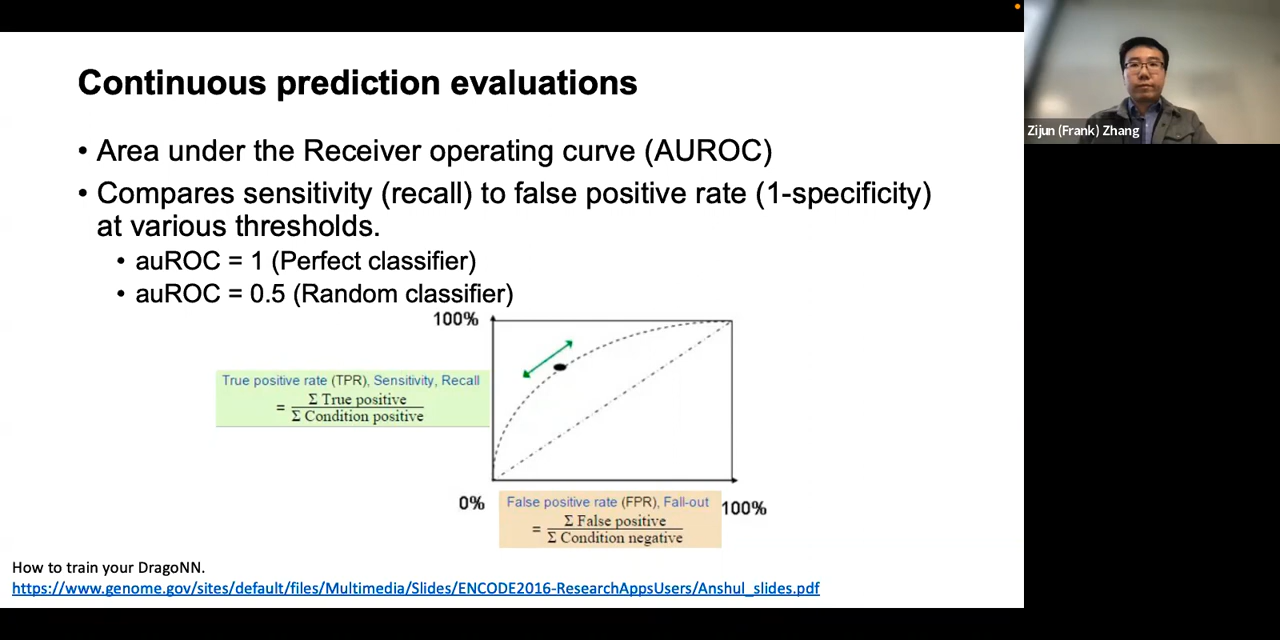 Continuous prediction evaluations
• Area under the Receiver operating curve (AUROC)
• Compares sensitivity (recall) to false positive rate (1-specificity)
at various thresholds.
• auROC = 1 (Perfect classifier)
• auROC = 0.5 (Random classifier)
100%
True positive rate (TPR), Sensitivity, Recall
= Σ True positive
Σ Condition positive
0%
100%
False positive rate (FPR), Fall-out
= Σ False positive
Σ Condition negative
How to train your DragoNN.
https://www.genome.gov/sites/default/files/Multimedia/Slides/ENCODE2016-ResearchAppsUsers/Anshul_slides.pdf
Zijun (Frank) Zhang